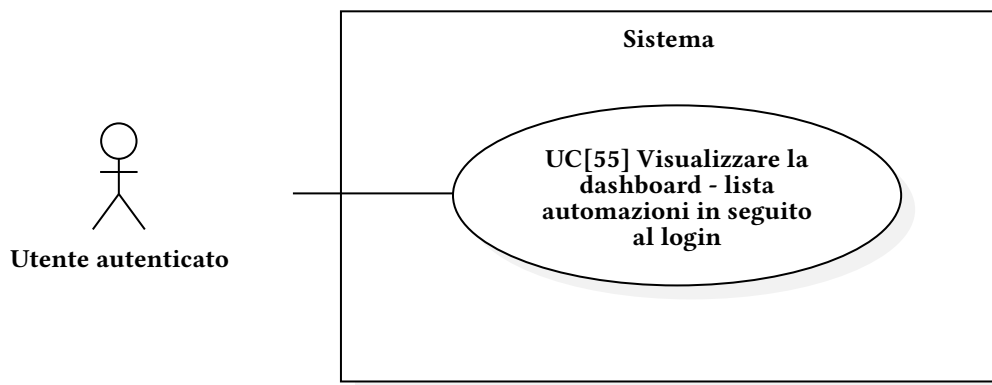 Sistema
UC[55] Visualizzare la
dashboard - lista
automazioni in seguito
al login
Utente autenticato